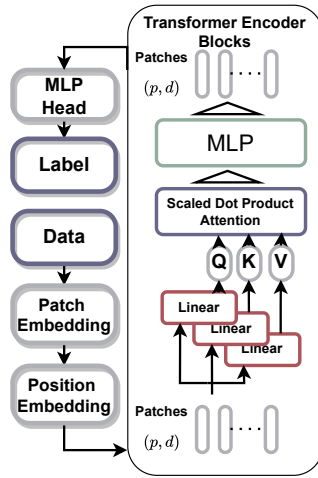 Transformer Encoder
Blocks
Patches
(p, d)
MLP
Scaled Dot Product
Attention
Q K V
Linear
Linear
Linear
Patches
(p, d)
MLP
Head
Label
Data
Patch
Embedding
Position
Embedding